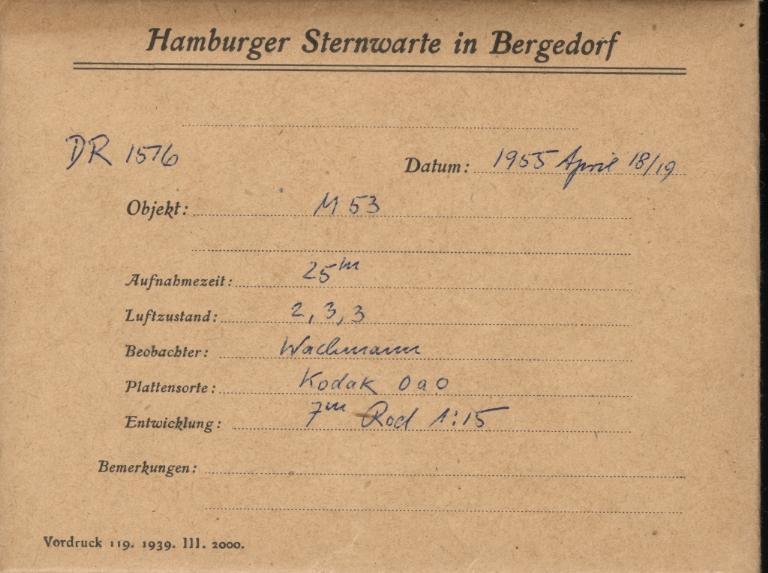 Hamburger Sternwarte in Bergedorf
DR 1576
Datum: 1955 April 18/19
Objekt: M 53
Aufnahmezeit: 25m
Luftzustand: 2, 3, 3
Beobachter: Wachmann
Plattensorte: Kodak 0a0
Entwicklung: 7m Rod 1:15
Bemerkungen:
Vordruck 119. 1939. III. 2000.